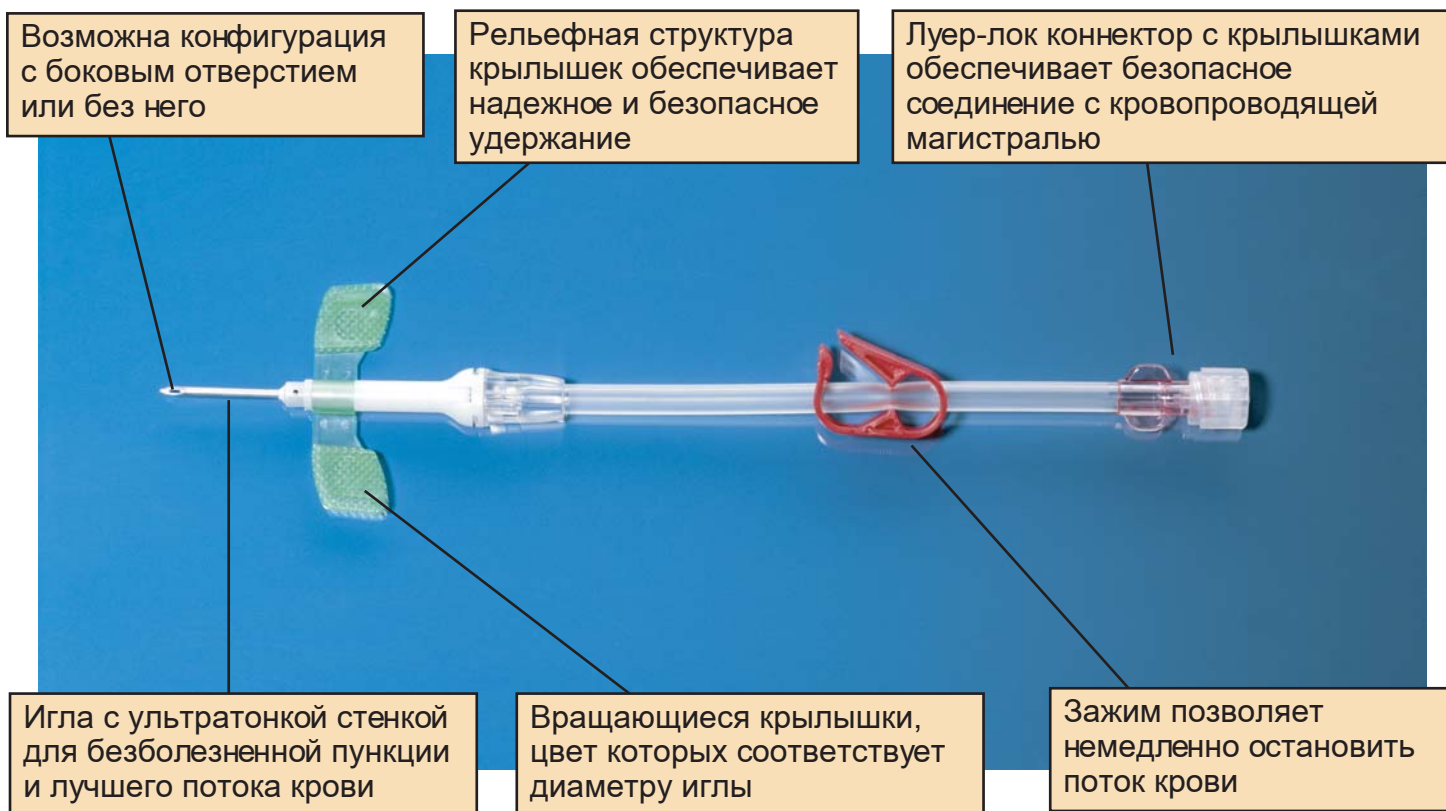 Возможна конфигурация
с боковым отверстием
или без него
Рельефная структура
крылышек обеспечивает
надежное и безопасное
удержание
Луер-лок коннектор с крылышками
обеспечивает безопасное
соединение с кровопроводящей
магистралью
Игла с ультратонкой стенкой
для безболезненной пункции
и лучшего потока крови
Вращающиеся крылышки,
цвет которых соответствует
диаметру иглы
Зажим позволяет
немедленно остановить
поток крови